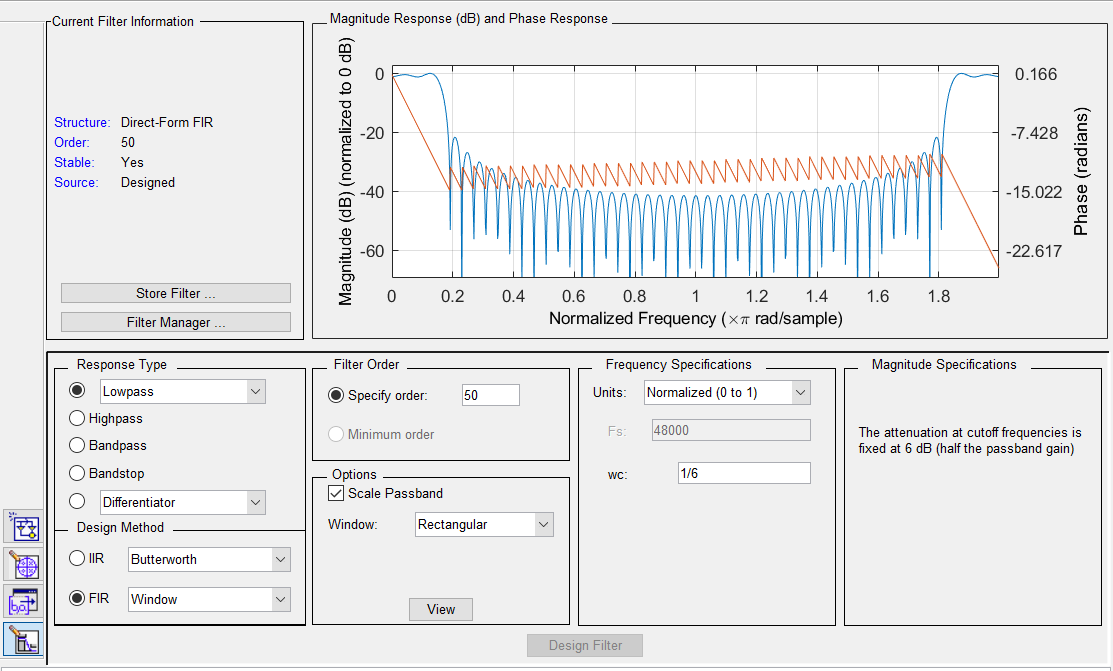 Current Filter Information
Structure: Direct-Form FIR
Order: 50
Stable: Yes
Source: Designed
Store Filter ...
Filter Manager ...
Magnitude Response (dB) and Phase Response
Magnitude (dB) (normalized to 0 dB)
0
-20
-40
-60
0 0.2 0.4 0.6 0.8 1 1.2 1.4 1.6 1.8
Normalized Frequency (×π rad/sample)
0.166
-7.428
-15.022
-22.617
Phase (radians)
Response Type
Lowpass
Highpass
Bandpass
Bandstop
Differentiator
Design Method
IIR Butterworth
FIR Window
Filter Order
Specify order: 50
Minimum order
Options
Scale Passband
Window: Rectangular
View
Frequency Specifications
Units: Normalized (0 to 1)
Fs: 48000
wc: 1/6
Magnitude Specifications
The attenuation at cutoff frequencies is
fixed at 6 dB (half the passband gain)
Design Filter